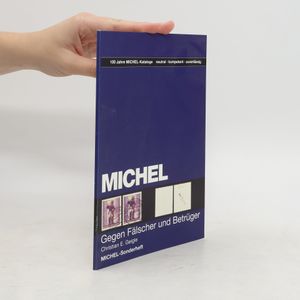 100 Jahre MICHEL-Kataloge neutral · kompetent · zuverlässig
MICHEL
Gegen Fälscher und Betrüger
Christian E. Geigle
MICHEL-Sonderheft